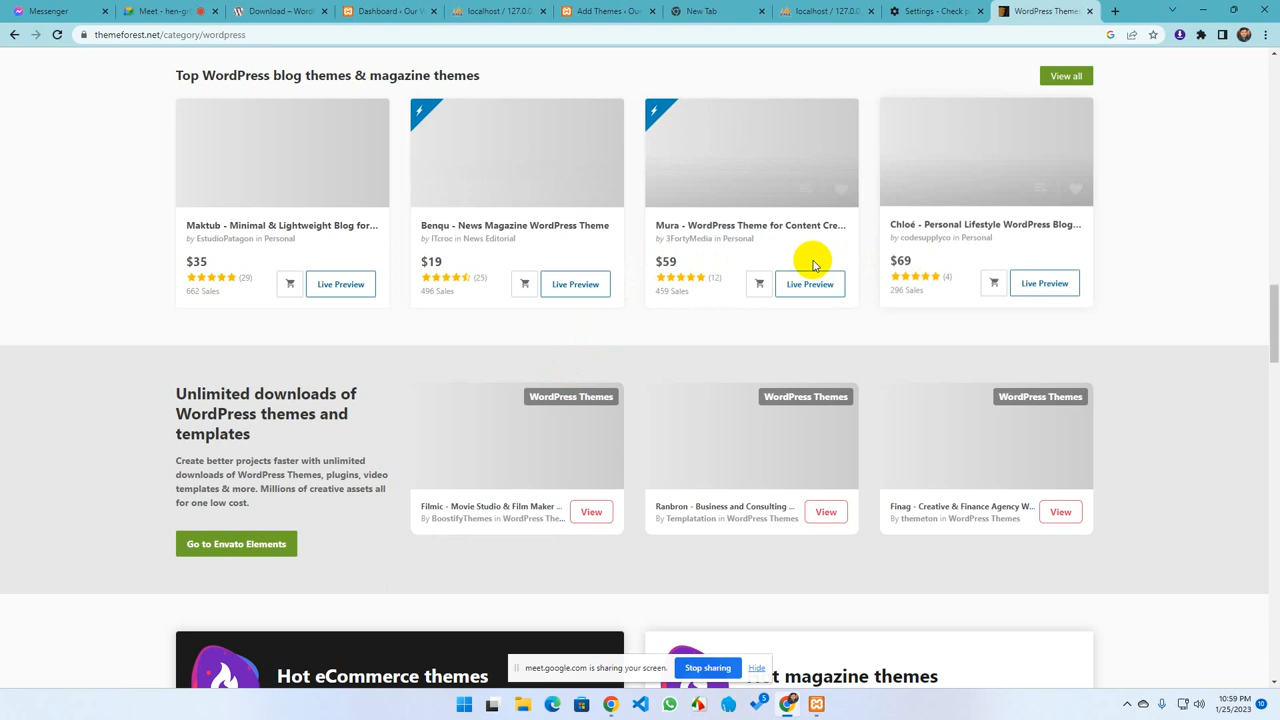 Messenger
Meet - htn-rg
Download – WordP
Dashboard ‹ Our W
localhost / 127.0.0
Add Themes ‹ Our
New Tab
localhost / 127.0.0
Settings - Check p
WordPress Themes
themeforest.net/category/wordpress
Top WordPress blog themes & magazine themes
View all
Maktub - Minimal & Lightweight Blog for...
by EstudioPatagon in Personal
$35
(29)
662 Sales
Live Preview
Benqu - News Magazine WordPress Theme
by ITcroc in News Editorial
$19
(25)
496 Sales
Live Preview
Mura - WordPress Theme for Content Cre...
by 3FortyMedia in Personal
$59
(12)
459 Sales
Live Preview
Chloé - Personal Lifestyle WordPress Blog...
by codesupplyco in Personal
$69
(4)
296 Sales
Live Preview
Unlimited downloads of
WordPress themes and
templates
Create better projects faster with unlimited
downloads of WordPress Themes, plugins, video
templates & more. Millions of creative assets all
for one low cost.
Go to Envato Elements
WordPress Themes
Filmic - Movie Studio & Film Maker ...
By BoostifyThemes in WordPress The...
View
WordPress Themes
Ranbron - Business and Consulting ...
By Templatation in WordPress Themes
View
WordPress Themes
Finag - Creative & Finance Agency W...
By themeton in WordPress Themes
View
Hot eCommerce themes
t magazine themes
meet.google.com is sharing your screen.
Stop sharing
Hide
5
10:59 PM
1/25/2023
10